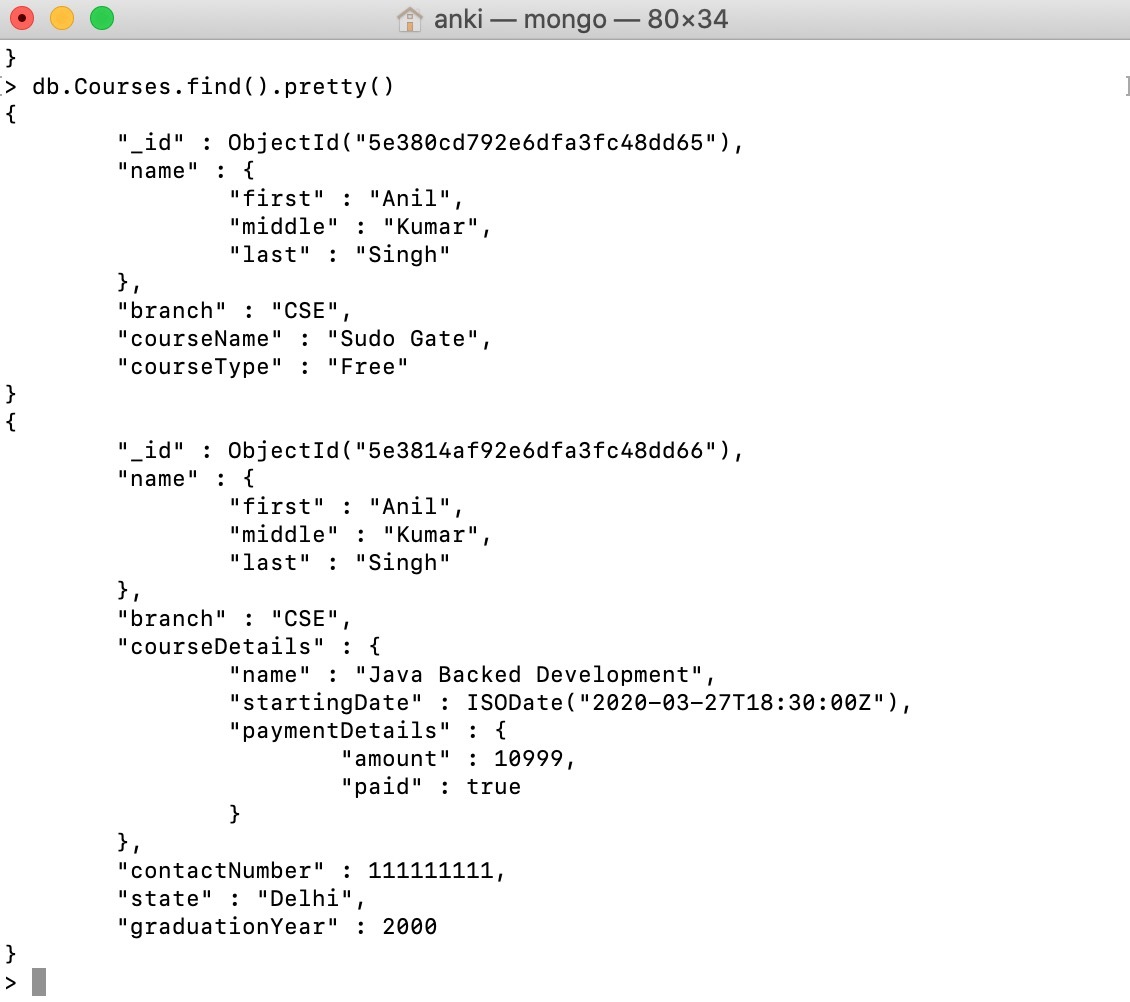 anki — mongo — 80×34
}
[> db.Courses.find().pretty() ]
{
        "_id" : ObjectId("5e380cd792e6dfa3fc48dd65"),
        "name" : {
                "first" : "Anil",
                "middle" : "Kumar",
                "last" : "Singh"
        },
        "branch" : "CSE",
        "courseName" : "Sudo Gate",
        "courseType" : "Free"
}
{
        "_id" : ObjectId("5e3814af92e6dfa3fc48dd66"),
        "name" : {
                "first" : "Anil",
                "middle" : "Kumar",
                "last" : "Singh"
        },
        "branch" : "CSE",
        "courseDetails" : {
                "name" : "Java Backed Development",
                "startingDate" : ISODate("2020-03-27T18:30:00Z"),
                "paymentDetails" : {
                        "amount" : 10999,
                        "paid" : true
                }
        },
        "contactNumber" : 111111111,
        "state" : "Delhi",
        "graduationYear" : 2000
}
>